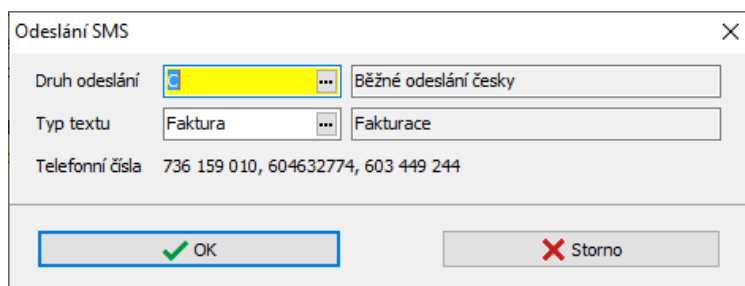 Odeslání SMS
Druh odeslání C ... Běžné odeslání česky
Typ textu Faktura ... Fakturace
Telefonní čísla 736 159 010, 604632774, 603 449 244
OK Storno